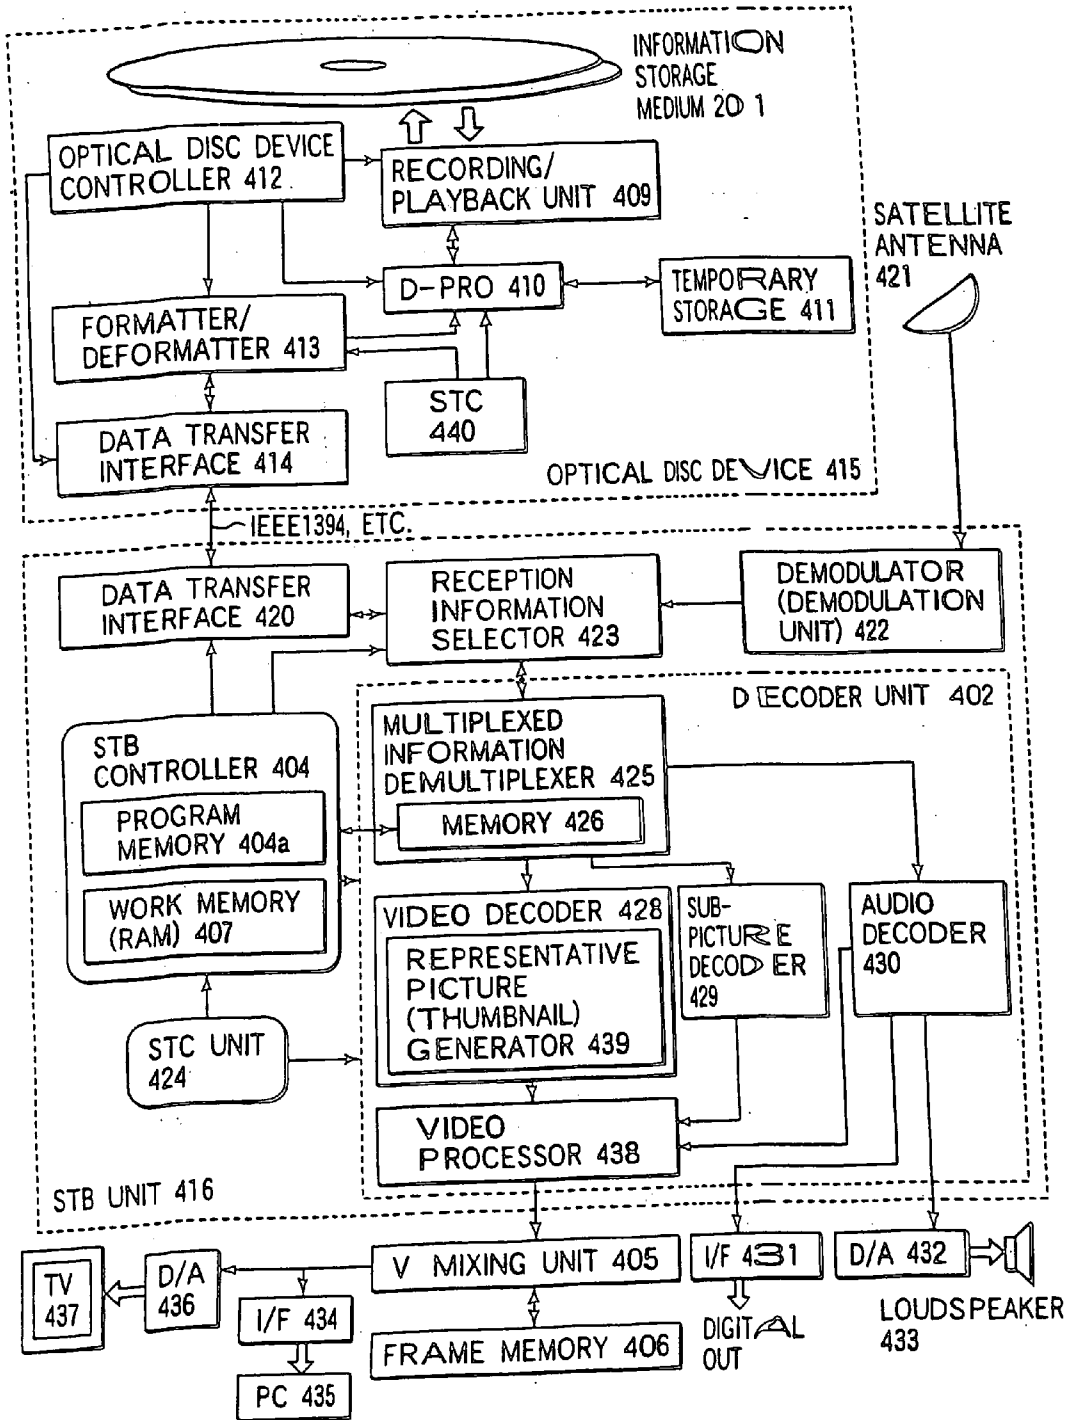 INFORMATION
STORAGE
MEDIUM 201
OPTICAL DISC DEVICE
CONTROLLER 412
RECORDING/
PLAYBACK UNIT 409
SATELLITE
ANTENNA
421
D-PRO 410
TEMPORARY
STORAGE 411
FORMATTER/
DEFORMATTER 413
STC
440
DATA TRANSFER
INTERFACE 414
OPTICAL DISC DEVICE 415
IEEE1394, ETC.
DATA TRANSFER
INTERFACE 420
RECEPTION
INFORMATION
SELECTOR 423
DEMODULATOR
(DEMODULATION
UNIT) 422
DECODER UNIT 402
MULTIPLEXED
INFORMATION
DEMULTIPLEXER 425
MEMORY 426
STB
CONTROLLER 404
PROGRAM
MEMORY 404a
WORK MEMORY
(RAM) 407
VIDEO DECODER 428
REPRESENTATIVE
PICTURE
(THUMBNAIL)
GENERATOR 439
SUB-
PICTURE
DECODER
429
AUDIO
DECODER
430
STC UNIT
424
VIDEO
PROCESSOR 438
STB UNIT 416
TV
437
D/A
436
V MIXING UNIT 405
I/F 431
D/A 432
I/F 434
FRAME MEMORY 406
DIGITAL
OUT
LOUDSPEAKER
433
PC 435